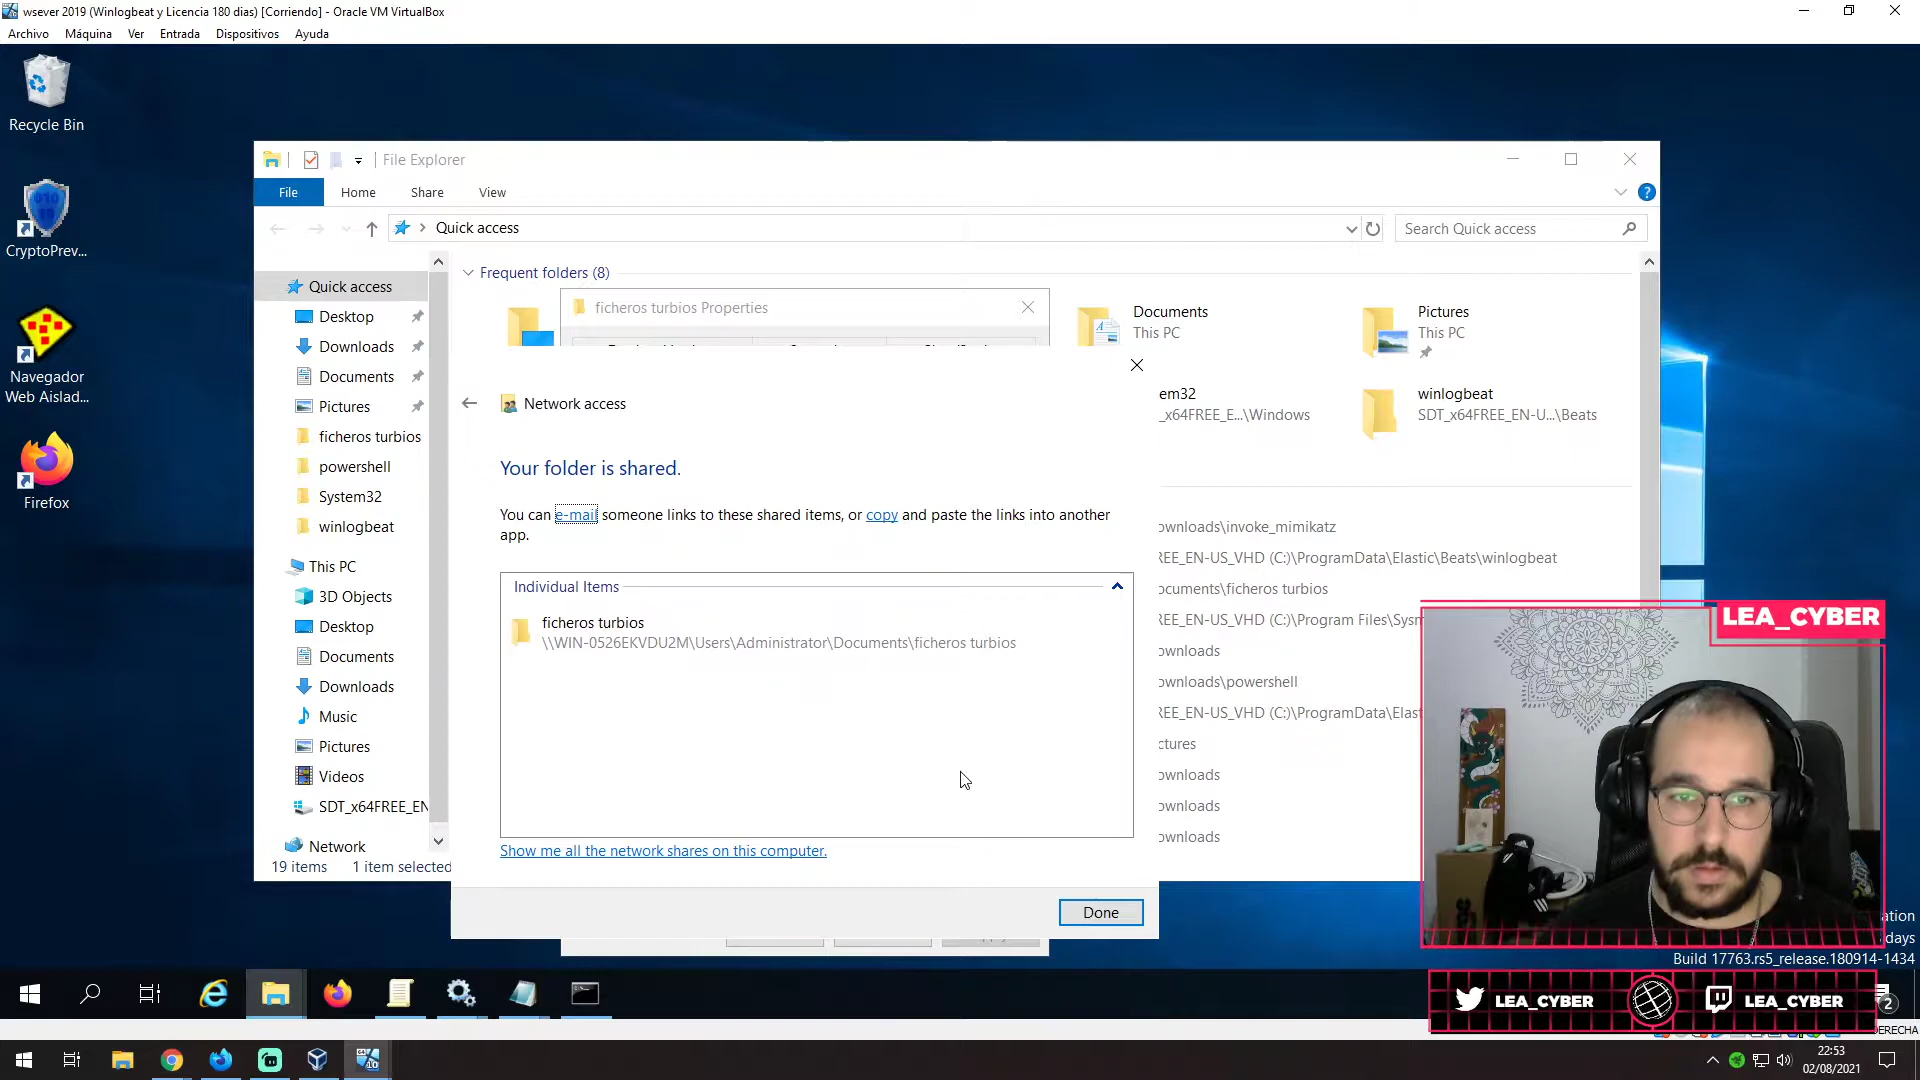 wsever 2019 (Winlogbeat y Licencia 180 dias) [Corriendo] - Oracle VM VirtualBox
Archivo Máquina Ver Entrada Dispositivos Ayuda
Recycle Bin
CryptoPrev...
Navegador
Web Aislad...
Firefox
File Explorer
File Home Share View
Quick access
Search Quick access
Quick access
Desktop
Downloads
Documents
Pictures
ficheros turbios
powershell
System32
winlogbeat
This PC
3D Objects
Desktop
Documents
Downloads
Music
Pictures
Videos
SDT_x64FREE_EN
Network
19 items 1 item selected
Frequent folders (8)
Documents
This PC
Pictures
This PC
em32
_x64FREE_E...\Windows
winlogbeat
SDT_x64FREE_EN-U...\Beats
ownloads\invoke_mimikatz
REE_EN-US_VHD (C:)\ProgramData\Elastic\Beats\winlogbeat
ocuments\ficheros turbios
REE_EN-US_VHD (C:)\Program Files\Sysm
ownloads
ownloads\powershell
REE_EN-US_VHD (C:)\ProgramData\Elast
ctures
ownloads
ownloads
ownloads
ficheros turbios Properties
Network access
Your folder is shared.
You can e-mail someone links to these shared items, or copy and paste the links into another
app.
Individual Items
ficheros turbios
\\WIN-0526EKVDU2M\Users\Administrator\Documents\ficheros turbios
Show me all the network shares on this computer.
Done
LEA_CYBER
ation
days
Build 17763.rs5_release.180914-1434
LEA_CYBER
LEA_CYBER
2
DERECHA
22:53
02/08/2021